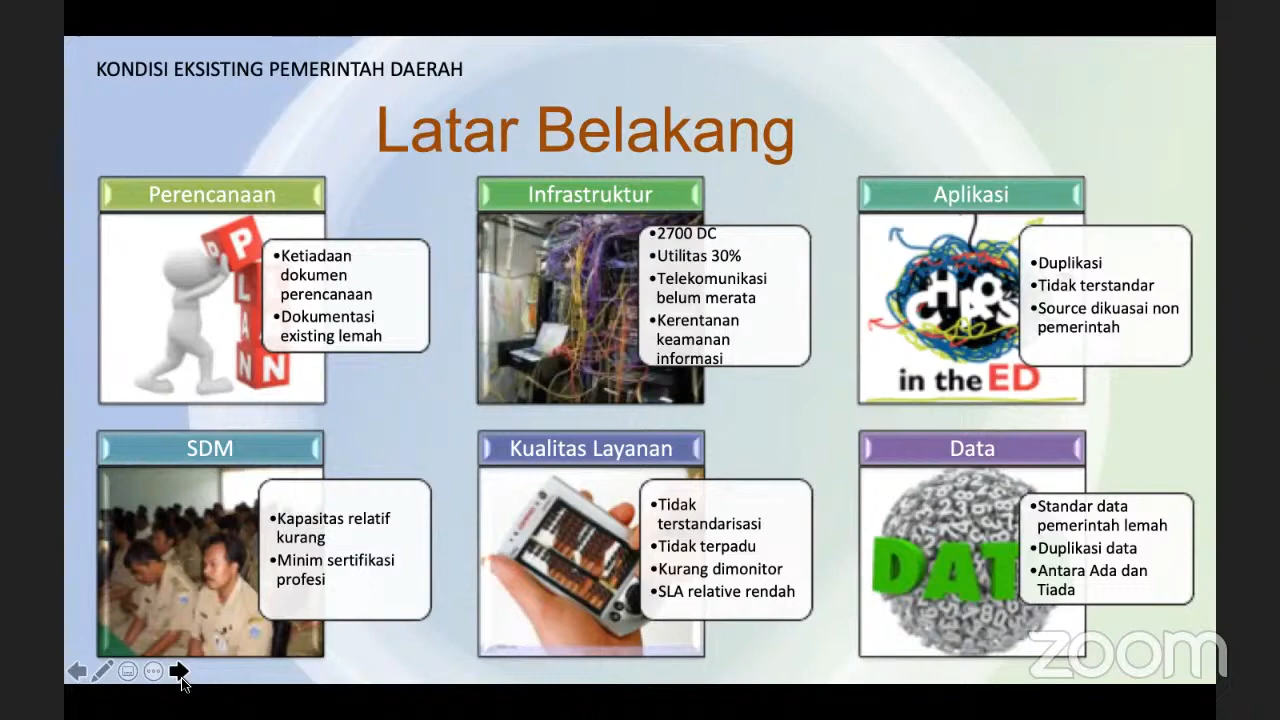 KONDISI EKSISTING PEMERINTAH DAERAH
Latar Belakang
Perencanaan
P
P
L
A
N
N
•Ketiadaan
dokumen
perencanaan
•Dokumentasi
existing lemah
Infrastruktur
•2700 DC
•Utilitas 30%
•Telekomunikasi
belum merata
•Kerentanan
keamanan
informasi
Aplikasi
CHAOS
in the ED
•Duplikasi
•Tidak terstandar
•Source dikuasai non
pemerintah
SDM
•Kapasitas relatif
kurang
•Minim sertifikasi
profesi
Kualitas Layanan
•Tidak
terstandarisasi
•Tidak terpadu
•Kurang dimonitor
•SLA relative rendah
Data
DAT
•Standar data
pemerintah lemah
•Duplikasi data
•Antara Ada dan
Tiada
zoom